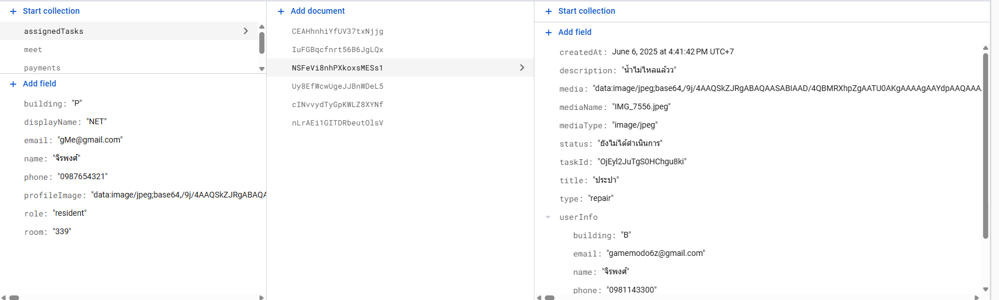 + Start collection
assignedTasks
meet
payments
+ Add field
building: "P"
displayName: "NET"
email: "gMe@gmail.com"
name: "จิรพงศ์"
phone: "0987654321"
profileImage: "data:image/jpeg;base64,/9j/4AAQSkZJRgABAQA
role: "resident"
room: "339"
+ Add document
CEAHhnhiYfUV37txNjjg
IuFGBqcfnrt56B6JgLQx
NSFeVi8nhPXkoxsMESs1
Uy8EfWcwUgeJJBnWDeL5
cINvvydTyGpKWLZ8XYNf
nLrAEi1GITDRbeutOlsV
+ Start collection
+ Add field
createdAt: June 6, 2025 at 4:41:42 PM UTC+7
description: "น้ำไม่ไหลแล้วว"
media: "data:image/jpeg;base64,/9j/4AAQSkZJRgABAQAASABIAAD/4QBMRXhpZgAATU0AKgAAAAgAAYdpAAQAAA.
mediaName: "IMG_7556.jpeg"
mediaType: "image/jpeg"
status: "ยังไม่ได้ดำเนินการ"
taskId: "OjEyl2JuTgS0HChgu8ki"
title: "ประปา"
type: "repair"
userInfo
building: "B"
email: "gamemodo6z@gmail.com"
name: "จิรพงศ์"
phone: "0981143300"